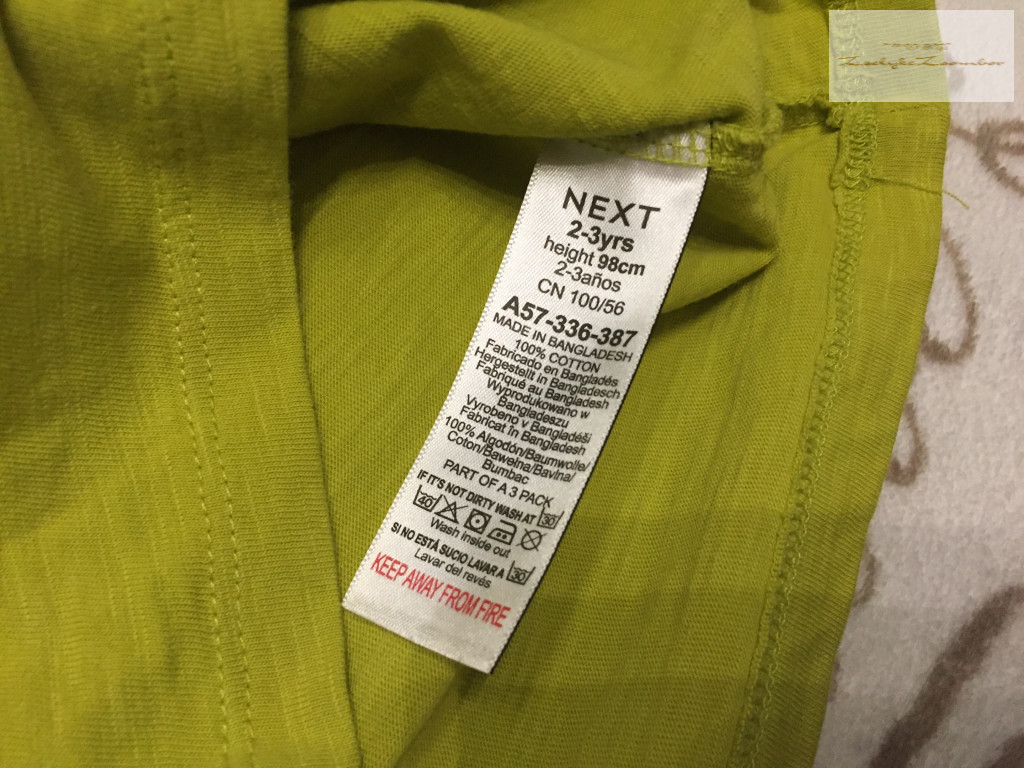 NEXT
2-3yrs
height 98cm
2-3años
CN 100/56
A57-336-387
MADE IN BANGLADESH
100% COTTON
Fabricado en Bangladés
Hergestellt in Bangladesch
Fabriqué au Bangladesh
Wyprodukowano w
Bangladeszu
Vyrobeno v Bangladéši
Fabricat în Bangladesh
100% Algodón/Baumwolle/
Coton/Bawełna/Bavlna/
Bumbac
PART OF A 3 PACK
IF IT'S NOT DIRTY WASH AT 30
40
Wash inside out
SI NO ESTÁ SUCIO LAVAR A 30
Lavar del revés
KEEP AWAY FROM FIRE